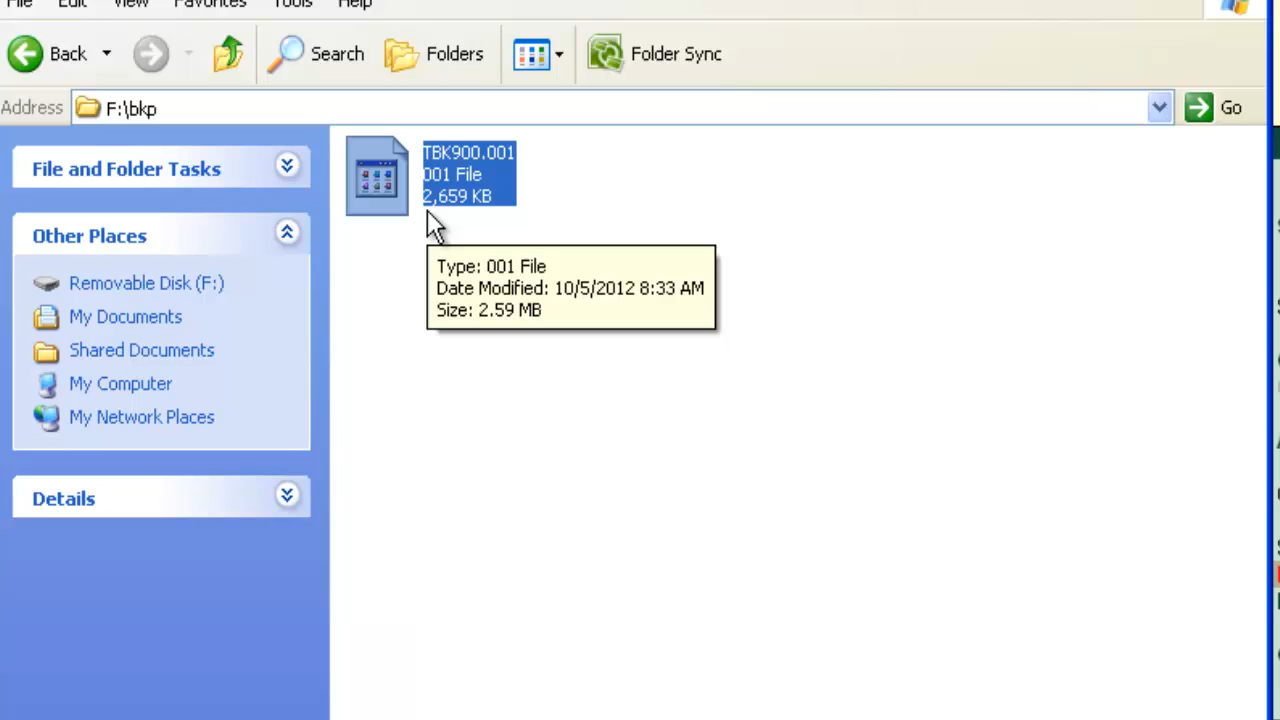 File Edit View Favorites Tools Help
Back Search Folders Folder Sync
Address F:\bkp Go
File and Folder Tasks
Other Places
Removable Disk (F:)
My Documents
Shared Documents
My Computer
My Network Places
Details
TBK900.001
001 File
2,659 KB
Type: 001 File
Date Modified: 10/5/2012 8:33 AM
Size: 2.59 MB